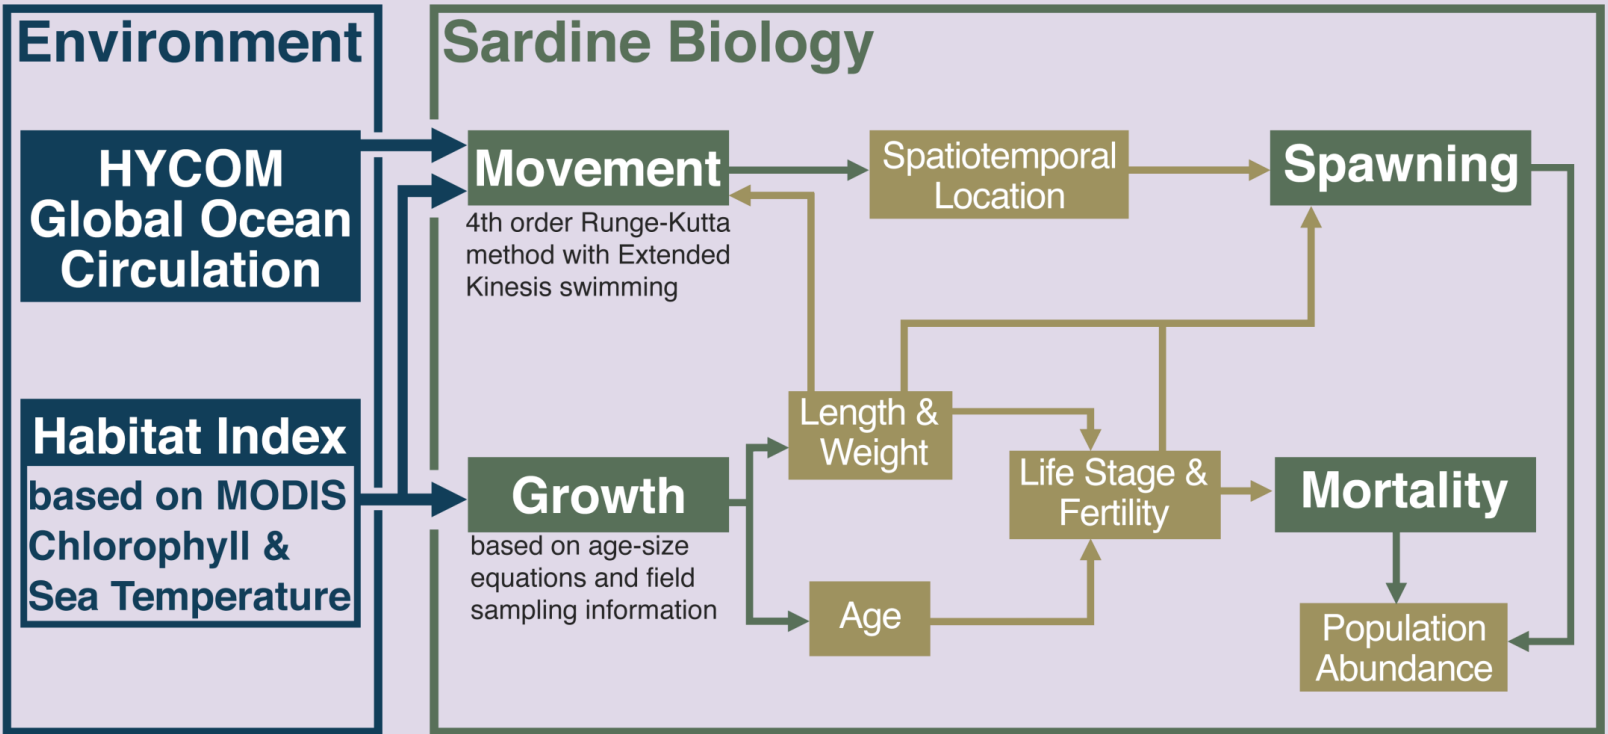 Environment
HYCOM
Global Ocean
Circulation
Habitat Index
based on MODIS
Chlorophyll &
Sea Temperature
Sardine Biology
Movement
4th order Runge-Kutta
method with Extended
Kinesis swimming
Spatiotemporal
Location
Spawning
Length &
Weight
Growth
based on age-size
equations and field
sampling information
Life Stage &
Fertility
Mortality
Age
Population
Abundance